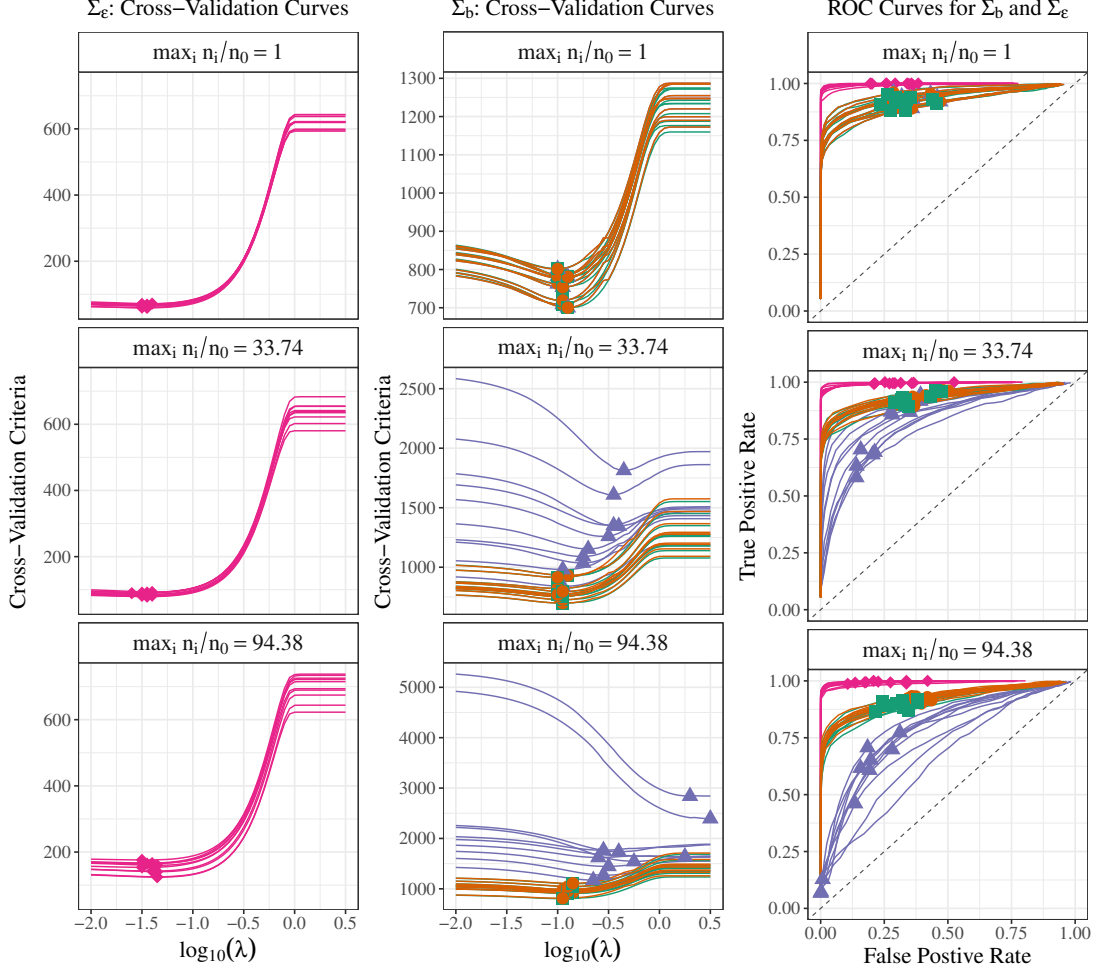 Σε: Cross−Validation Curves
Σb: Cross−Validation Curves
ROC Curves for Σb and Σε
maxi ni/n0 = 1
maxi ni/n0 = 1
maxi ni/n0 = 1
600
400
200
1300
1200
1100
1000
900
800
700
1.00
0.75
0.50
0.25
0.00
maxi ni/n0 = 33.74
maxi ni/n0 = 33.74
maxi ni/n0 = 33.74
600
400
200
2500
2000
1500
1000
1.00
0.75
0.50
0.25
0.00
maxi ni/n0 = 94.38
maxi ni/n0 = 94.38
maxi ni/n0 = 94.38
600
400
200
5000
4000
3000
2000
1000
1.00
0.75
0.50
0.25
0.00
Cross−Validation Criteria
Cross−Validation Criteria
True Positive Rate
−2.0 −1.5 −1.0 −0.5 0.0 0.5
−2.0 −1.5 −1.0 −0.5 0.0 0.5
0.00 0.25 0.50 0.75 1.00
log10(λ)
log10(λ)
False Postive Rate